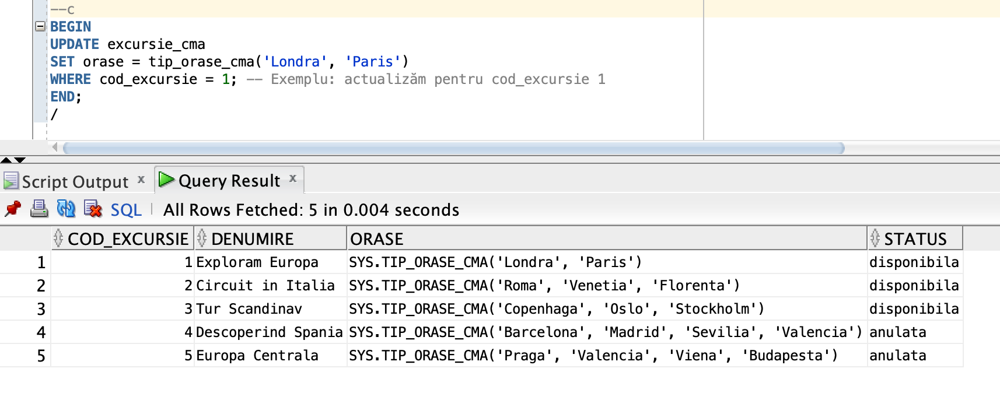 --c
BEGIN
UPDATE excursie_cma
SET orase = tip_orase_cma('Londra', 'Paris')
WHERE cod_excursie = 1; -- Exemplu: actualizăm pentru cod_excursie 1
END;
/
Script Output x Query Result x
SQL | All Rows Fetched: 5 in 0.004 seconds
COD_EXCURSIE DENUMIRE ORASE STATUS
1 1 Exploram Europa SYS.TIP_ORASE_CMA('Londra', 'Paris') disponibila
2 2 Circuit in Italia SYS.TIP_ORASE_CMA('Roma', 'Venetia', 'Florenta') disponibila
3 3 Tur Scandinav SYS.TIP_ORASE_CMA('Copenhaga', 'Oslo', 'Stockholm') disponibila
4 4 Descoperind Spania SYS.TIP_ORASE_CMA('Barcelona', 'Madrid', 'Sevilia', 'Valencia') anulata
5 5 Europa Centrala SYS.TIP_ORASE_CMA('Praga', 'Valencia', 'Viena', 'Budapesta') anulata